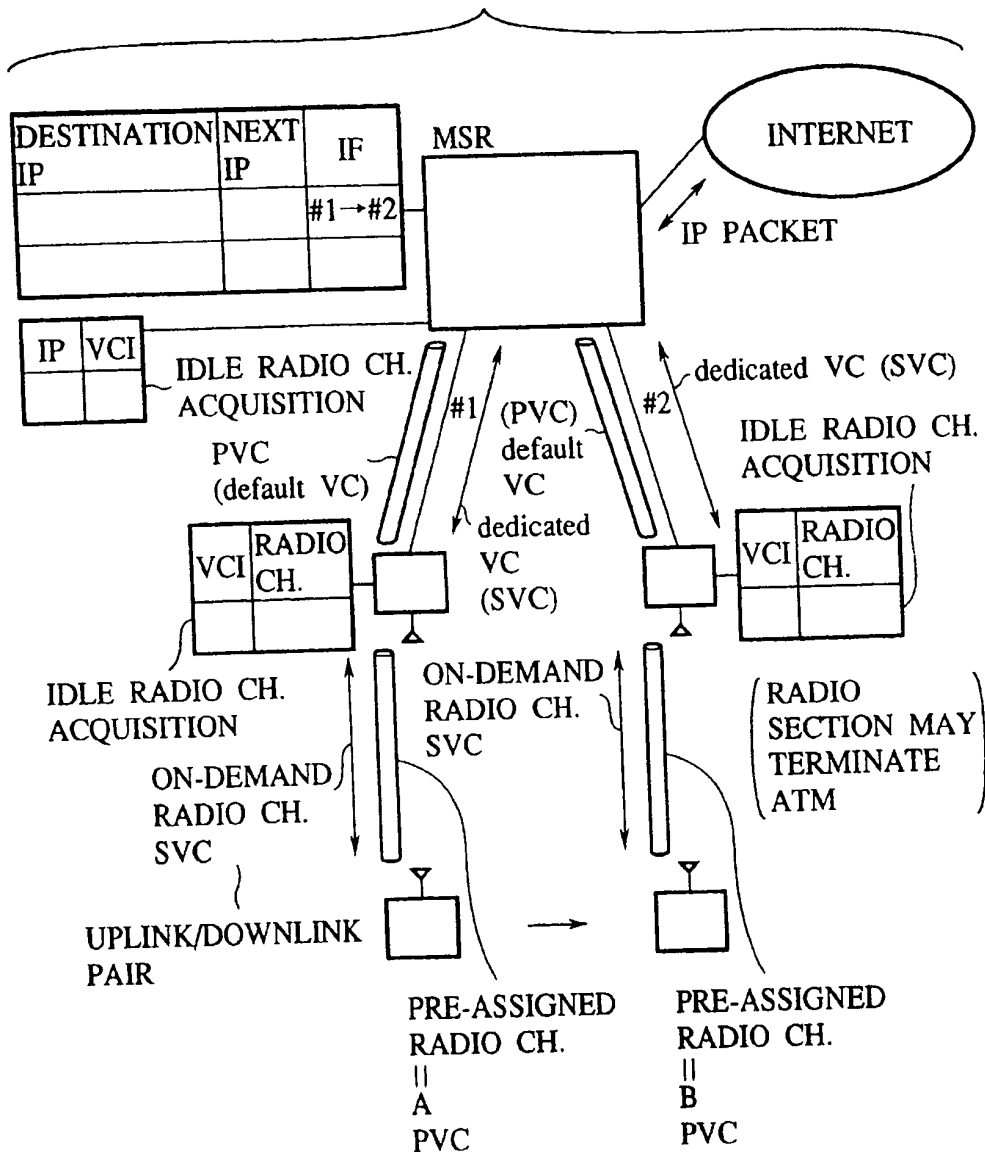 DESTINATION IP
NEXT IP
IF
#1→#2
MSR
INTERNET
IP PACKET
IP
VCI
IDLE RADIO CH.
ACQUISITION
#1
PVC
(default VC)
(PVC)
default
VC
#2
dedicated VC (SVC)
IDLE RADIO CH.
ACQUISITION
dedicated
VC
(SVC)
VCI
RADIO
CH.
VCI
RADIO
CH.
IDLE RADIO CH.
ACQUISITION
ON-DEMAND
RADIO CH.
SVC
ON-DEMAND
RADIO CH.
SVC
(RADIO
SECTION MAY
TERMINATE
ATM)
UPLINK/DOWNLINK
PAIR
PRE-ASSIGNED
RADIO CH.
||
A
PVC
PRE-ASSIGNED
RADIO CH.
||
B
PVC